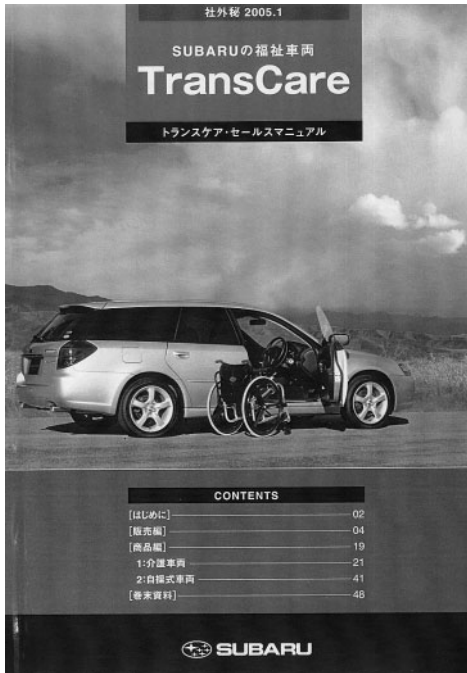 社外秘 2005.1
SUBARUの福祉車両
TransCare
トランスケア・セールスマニュアル
CONTENTS
[はじめに] 02
[販売編] 04
[商品編] 19
1:介護車両 21
2:自操式車両 41
[巻末資料] 48
SUBARU